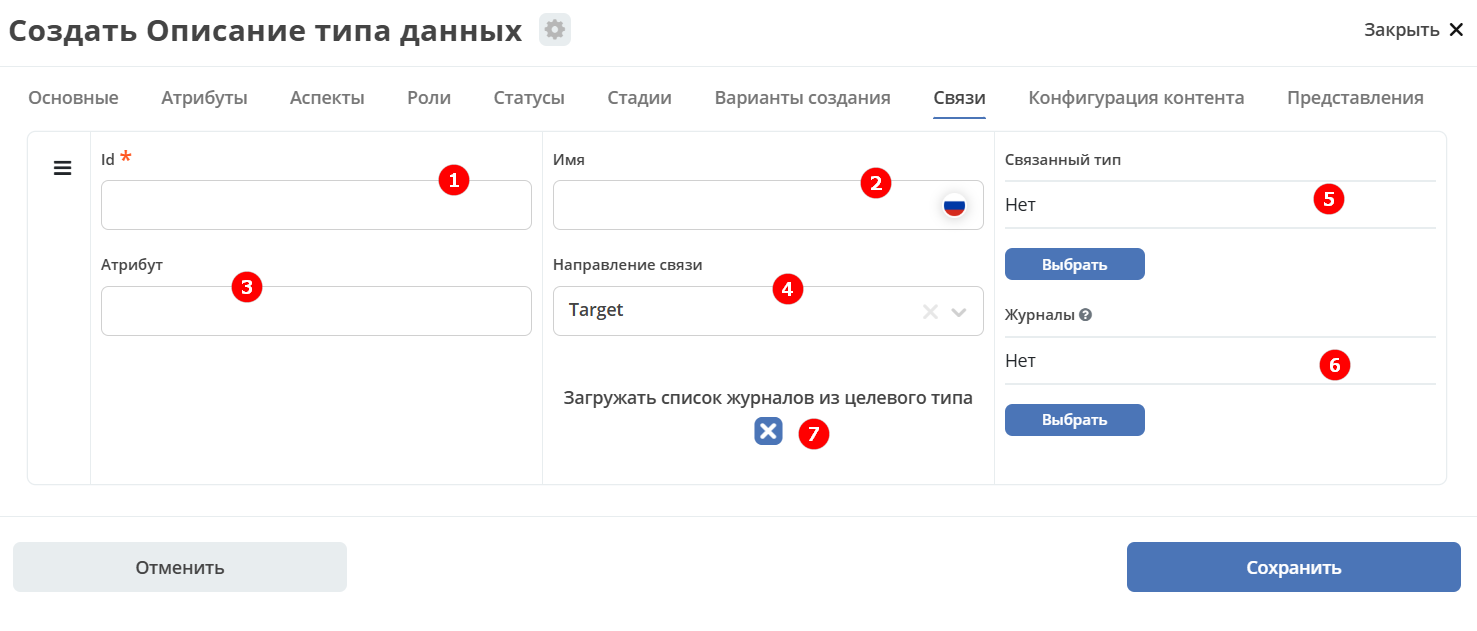 Создать Описание типа данных
Закрыть
Основные Атрибуты Аспекты Роли Статусы Стадии Варианты создания Связи Конфигурация контента Представления
Id *
1
Имя
2
Связанный тип
Нет
5
Выбрать
Атрибут
3
Направление связи
4
Target
Журналы ?
Нет
6
Выбрать
Загружать список журналов из целевого типа
7
Отменить
Сохранить